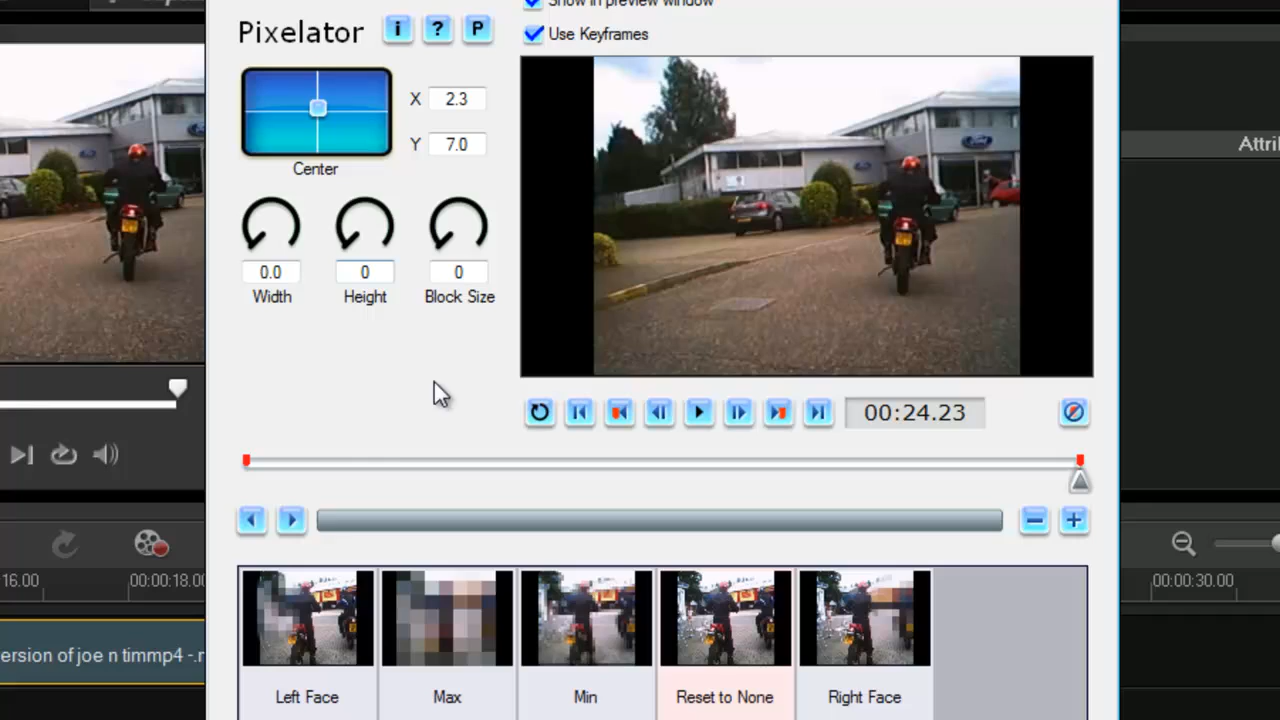 Show in preview window
Pixelator
i
?
P
Use Keyframes
X 2.3
Y 7.0
Center
0.0
0
0
Width
Height
Block Size
Attri
Ford
00:24.23
16.00
00:00:18.00
00:00:30.00
ersion of joe n timmp4 -.r
Left Face
Max
Min
Reset to None
Right Face